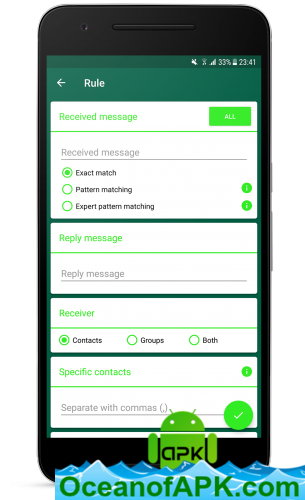 33% 23:41
Rule
Received message ALL
Received message
Exact match
Pattern matching
Expert pattern matching
Reply message
Reply message
Receiver
Contacts Groups Both
Specific contacts
Separate with commas (,)
apk
OceanofAPK.com